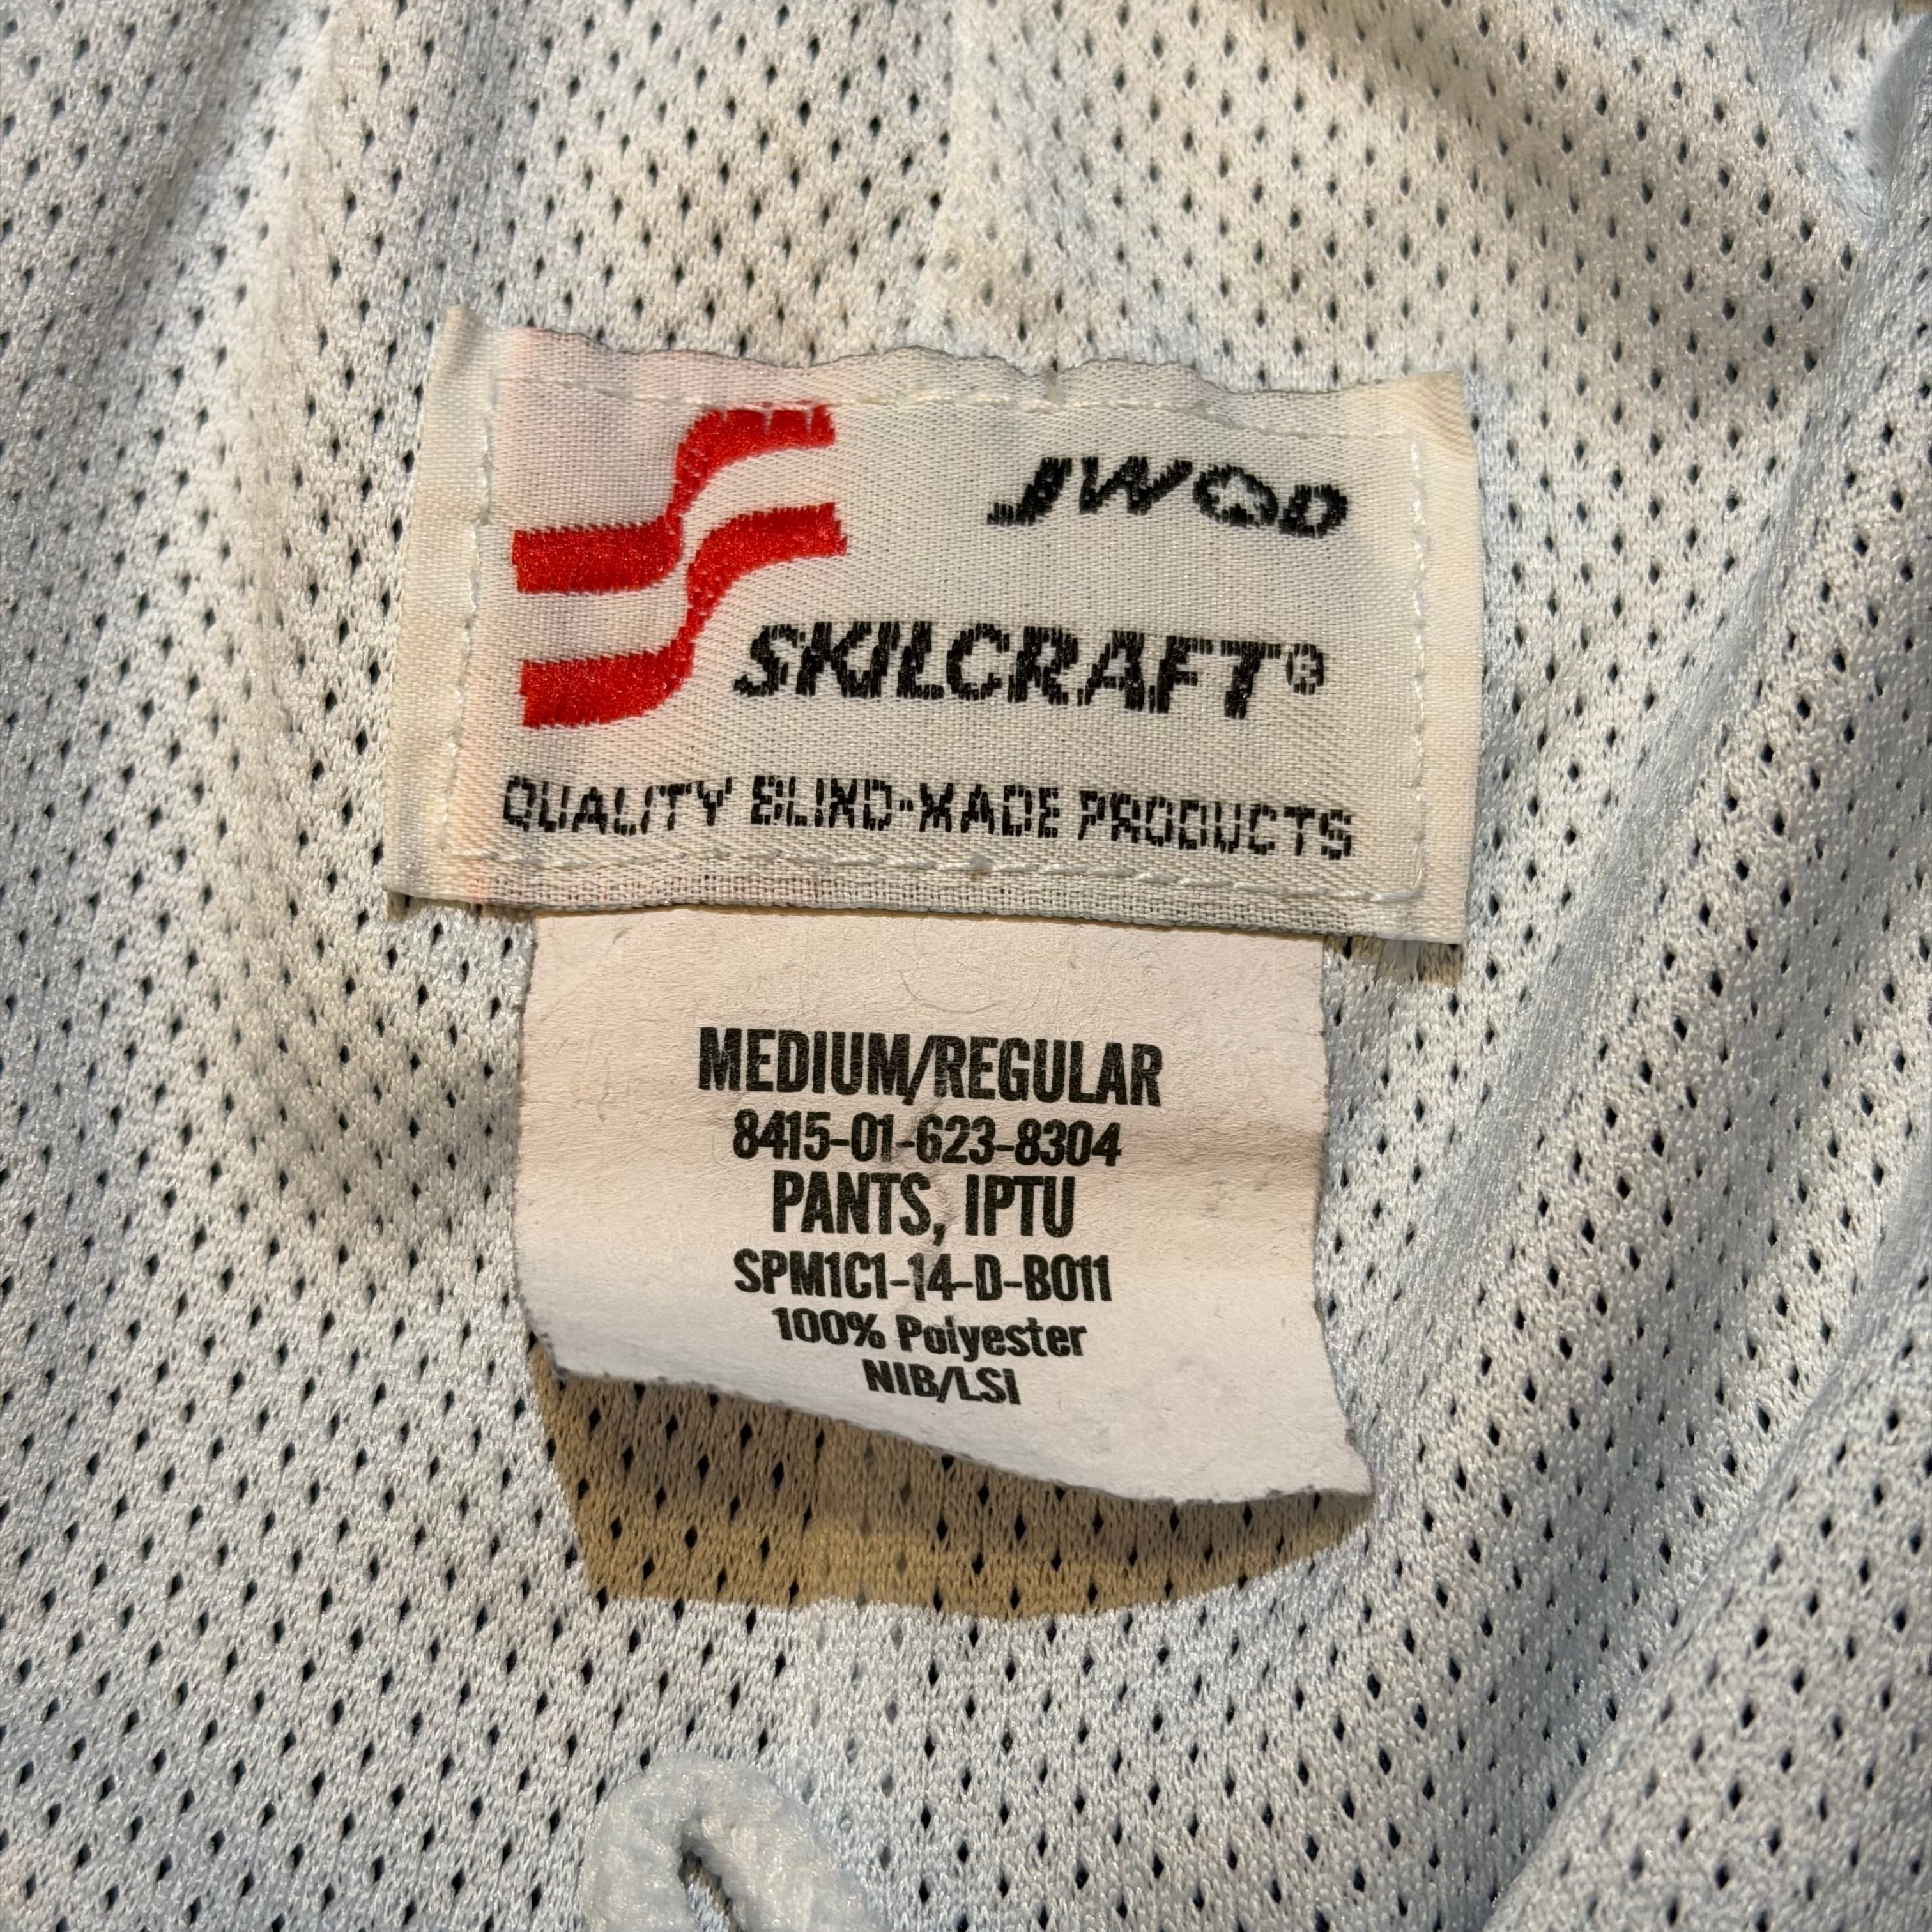 JWOD
SKILCRAFT®
QUALITY BLIND-MADE PRODUCTS
MEDIUM/REGULAR
8415-01-623-8304
PANTS, IPTU
SPM1C1-14-D-B011
100% Polyester
NIB/LSI